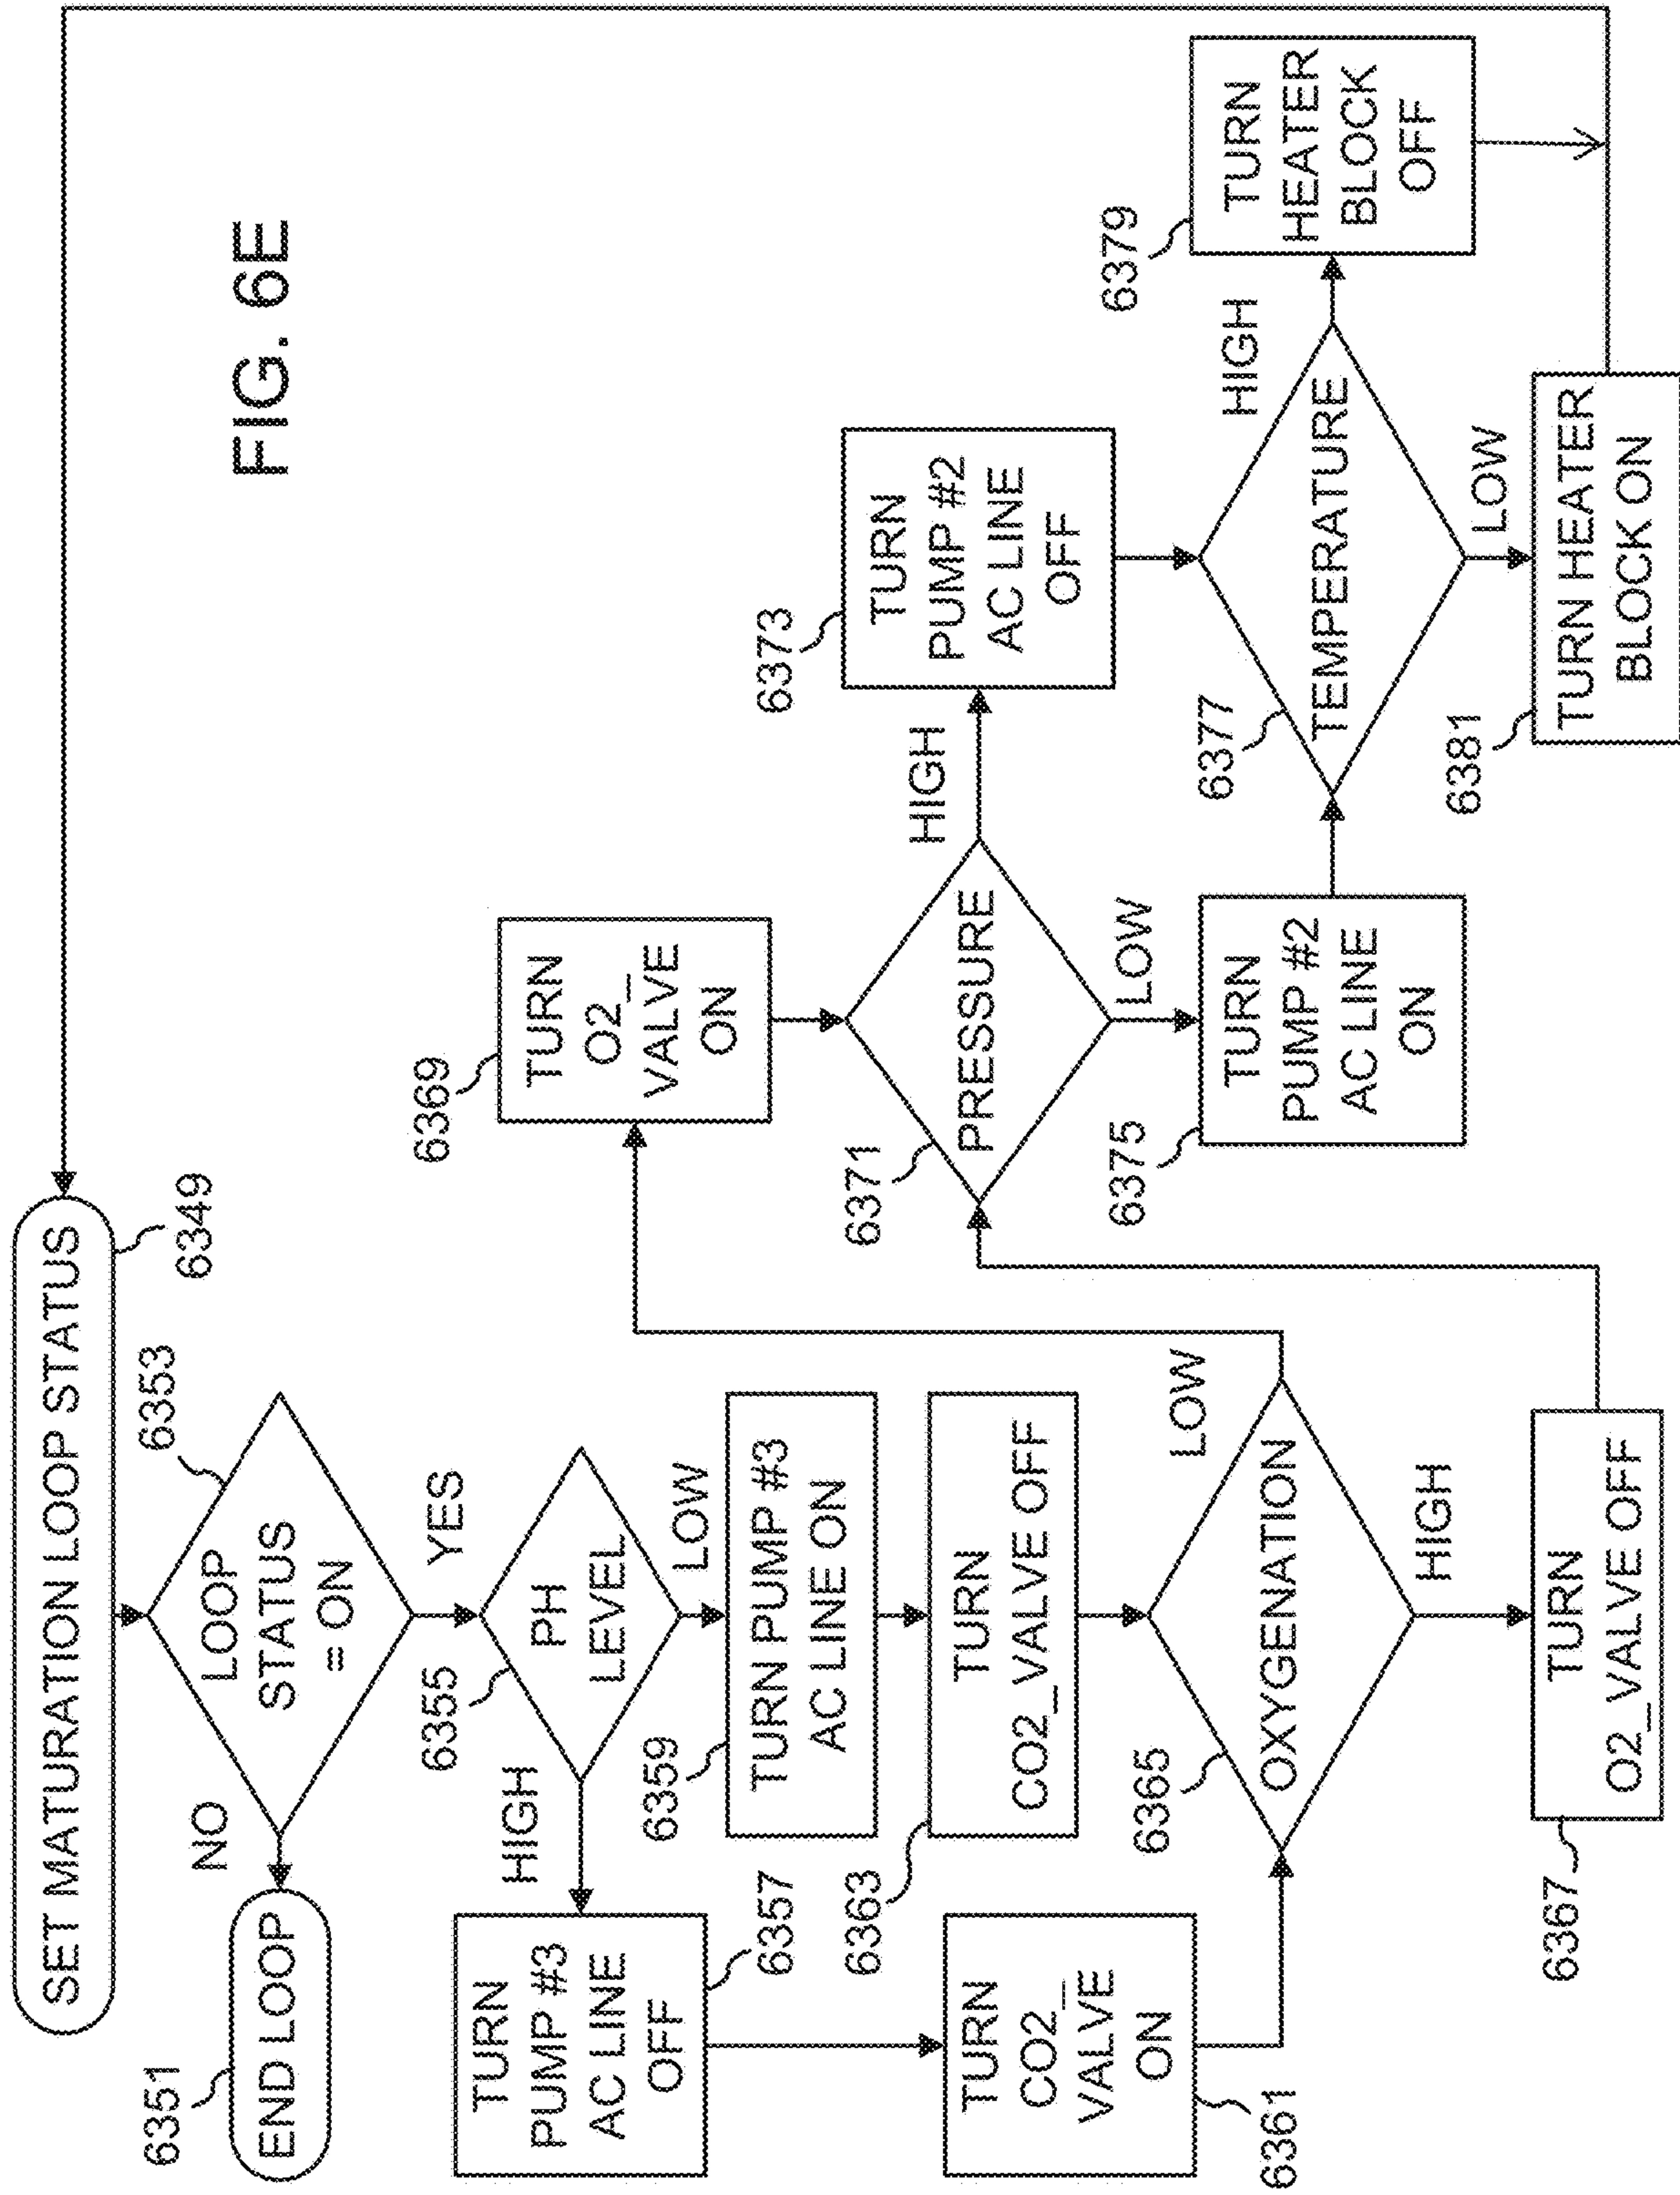 FIG. 6E
SET MATURATION LOOP STATUS
6349
6353
LOOP
STATUS
= ON
NO
6351
END LOOP
YES
6355
PH
LEVEL
HIGH
LOW
TURN
PUMP #3
AC LINE
OFF
6357
6359
TURN PUMP #3
AC LINE ON
6363
TURN
CO2_VALVE OFF
TURN
CO2_
VALVE
ON
6361
6365
OXYGENATION
LOW
HIGH
6367
TURN
O2_VALVE OFF
6369
TURN
O2_
VALVE
ON
6371
PRESSURE
HIGH
LOW
6373
TURN
PUMP #2
AC LINE
OFF
6375
TURN
PUMP #2
AC LINE
ON
6377
TEMPERATURE
HIGH
LOW
6379
TURN
HEATER
BLOCK
OFF
6381
TURN HEATER
BLOCK ON